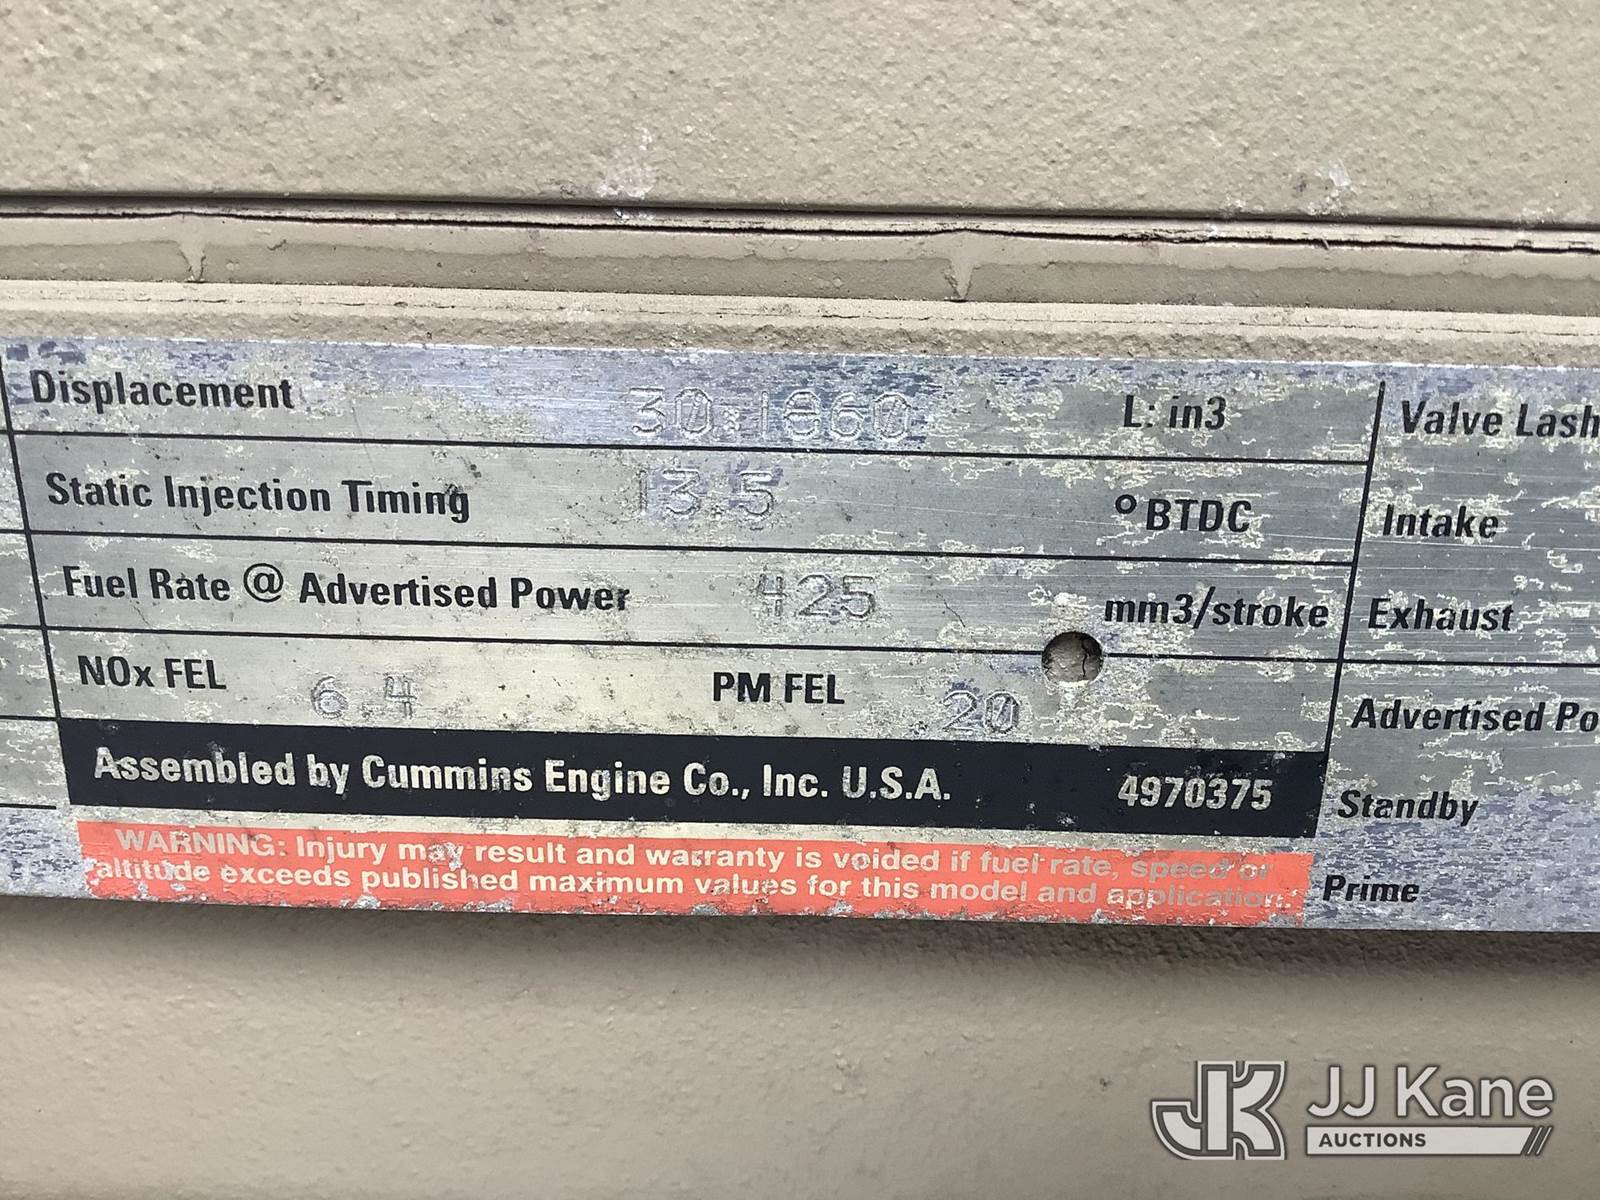 Displacement 30:1860 L: in3
Static Injection Timing 13.5 °BTDC
Fuel Rate @ Advertised Power 425 mm3/stroke
NOx FEL 6.4 PM FEL .20
Assembled by Cummins Engine Co., Inc. U.S.A. 4970375
WARNING: Injury may result and warranty is voided if fuel rate, speed or
altitude exceeds published maximum values for this model and application.
Valve Lash
Intake
Exhaust
Advertised Po
Standby
Prime
JK JJ Kane
AUCTIONS